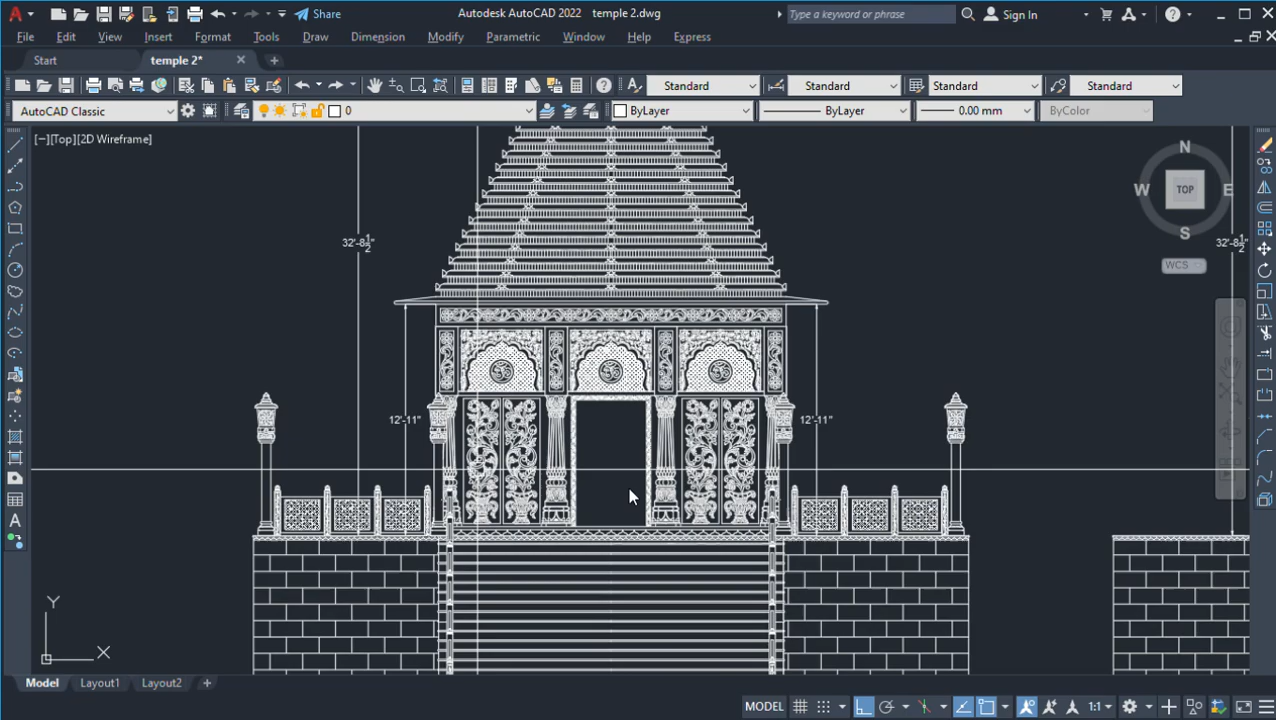 Share
Autodesk AutoCAD 2022 temple 2.dwg
Type a keyword or phrase
Sign In
File Edit View Insert Format Tools Draw Dimension Modify Parametric Window Help Express
Start
temple 2*
Standard Standard Standard Standard
AutoCAD Classic
0
ByLayer
ByLayer
0.00 mm
ByColor
[−][Top][2D Wireframe]
N
W TOP E
S
WCS
32'-8½"
32'-8½"
12'-11"
12'-11"
Y
X
Model Layout1 Layout2
MODEL
1:1